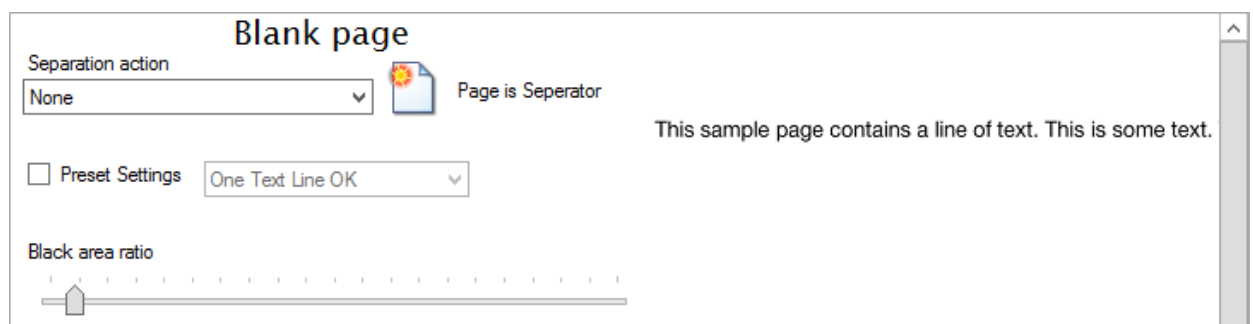 Blank page
Separation action
None
Page is Seperator
This sample page contains a line of text. This is some text.
Preset Settings
One Text Line OK
Black area ratio